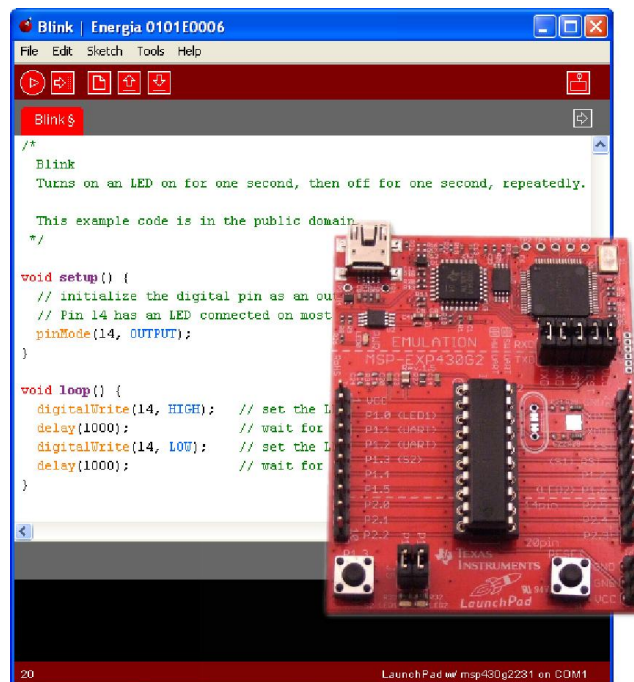 Blink | Energia 0101E0006
File Edit Sketch Tools Help
Blink §
/*
Blink
Turns on an LED on for one second, then off for one second, repeatedly.
This example code is in the public domain.
*/
void setup() {
// initialize the digital pin as an ou
// Pin 14 has an LED connected on most
pinMode(14, OUTPUT);
}
void loop() {
digitalWrite(14, HIGH); // set the L
delay(1000); // wait for
digitalWrite(14, LOW); // set the L
delay(1000); // wait for
}
EMULATION
MSP-EXP430G2
VCC
P1.0 (LED1)
P1.1 (UART)
P1.2 (UART)
P1.3 (S2)
P1.4
P1.5
P2.0
P2.1
P2.2
20pin
P1.3
TEXAS
INSTRUMENTS
LaunchPad
RESET
GND
GND
VCC
20
LaunchPad w/ msp430g2231 on COM1